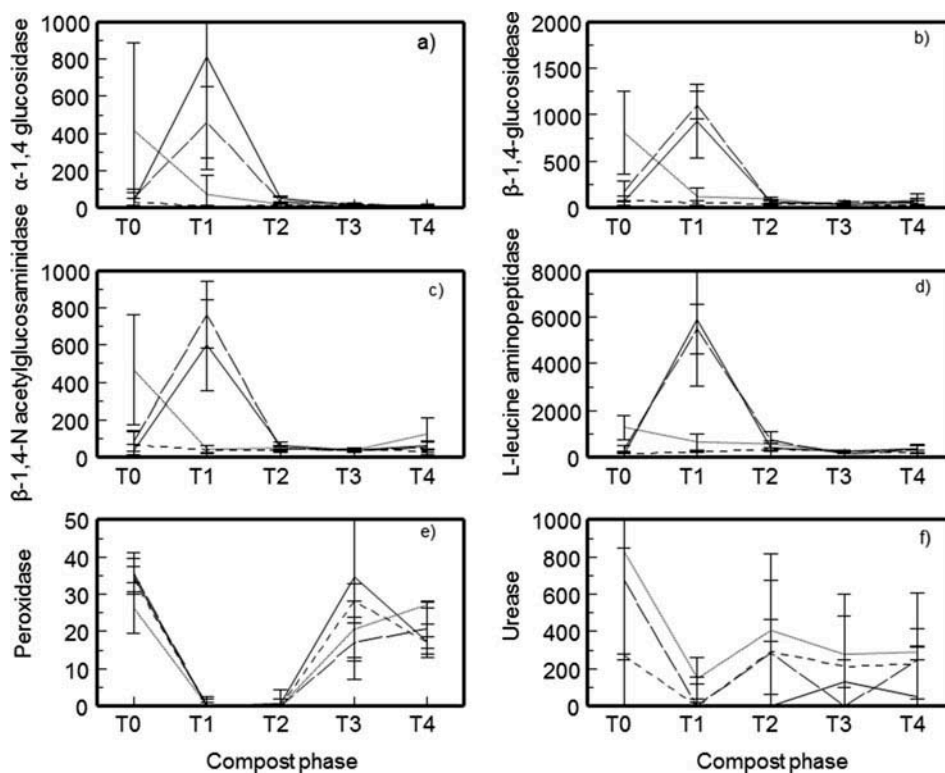 α-1,4 glucosidase
1000
800
600
400
200
0
a)
T0 T1 T2 T3 T4
β-1,4-glucosidease
2000
1500
1000
500
0
b)
T0 T1 T2 T3 T4
β-1,4-N acetylglucosaminidase
1000
800
600
400
200
0
c)
T0 T1 T2 T3 T4
L-leucine aminopeptidase
8000
6000
4000
2000
0
d)
T0 T1 T2 T3 T4
Peroxidase
50
40
30
20
10
0
e)
T0 T1 T2 T3 T4
Compost phase
Urease
1000
800
600
400
200
0
f)
T0 T1 T2 T3 T4
Compost phase